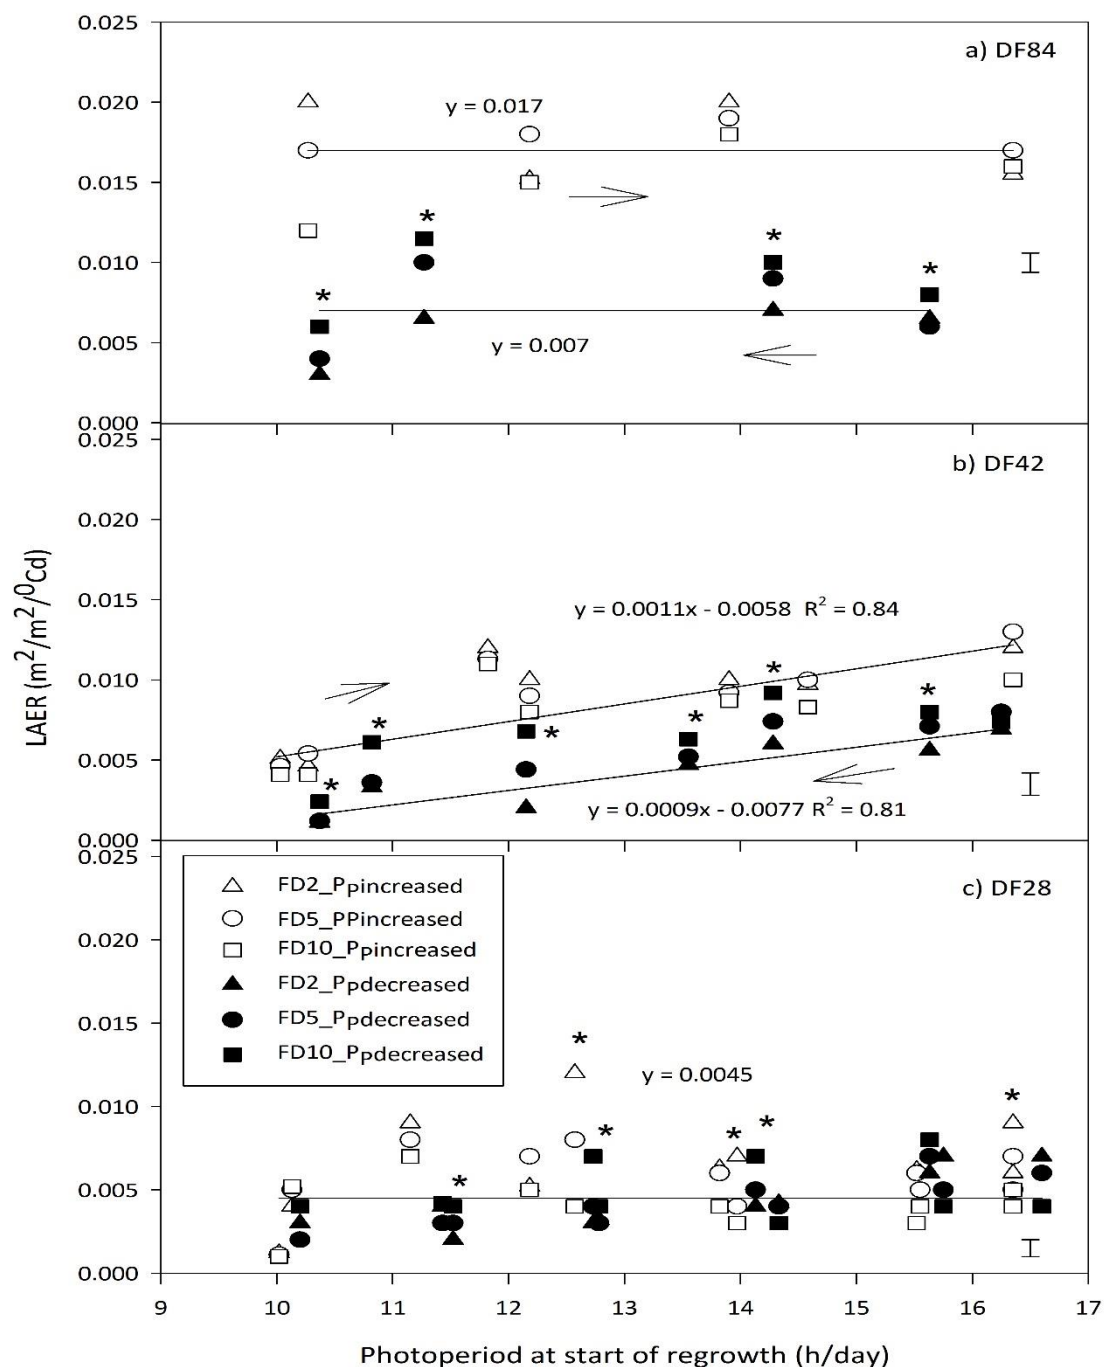 0.025
a) DF84
0.020
y = 0.017
0.015
*
*
*
*
0.010
0.005
y = 0.007
0.000
0.025
b) DF42
0.020
0.015
y = 0.0011x - 0.0058 R² = 0.84
0.010
*
*
*
*
*
*
0.005
y = 0.0009x - 0.0077 R² = 0.81
0.000
LAER (m²/m²/⁰Cd)
0.025
c) DF28
FD2_PPincreased
FD5_PPincreased
FD10_PPincreased
FD2_PPdecreased
FD5_PPdecreased
FD10_PPdecreased
0.020
0.015
*
y = 0.0045
0.010
*
*
*
*
*
0.005
0.000
9 10 11 12 13 14 15 16 17
Photoperiod at start of regrowth (h/day)